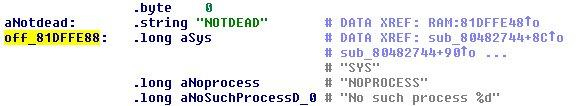 .byte 0
aNotdead: .string "NOTDEAD" # DATA XREF: RAM:81DFFE48↑o
off_81DFFE88: .long aSys # DATA XREF: sub_80482744+8C↑o
# sub_80482744+90↑o ...
# "SYS"
.long aNoprocess # "NOPROCESS"
.long aNoSuchProcessD_0 # "No such process %d"